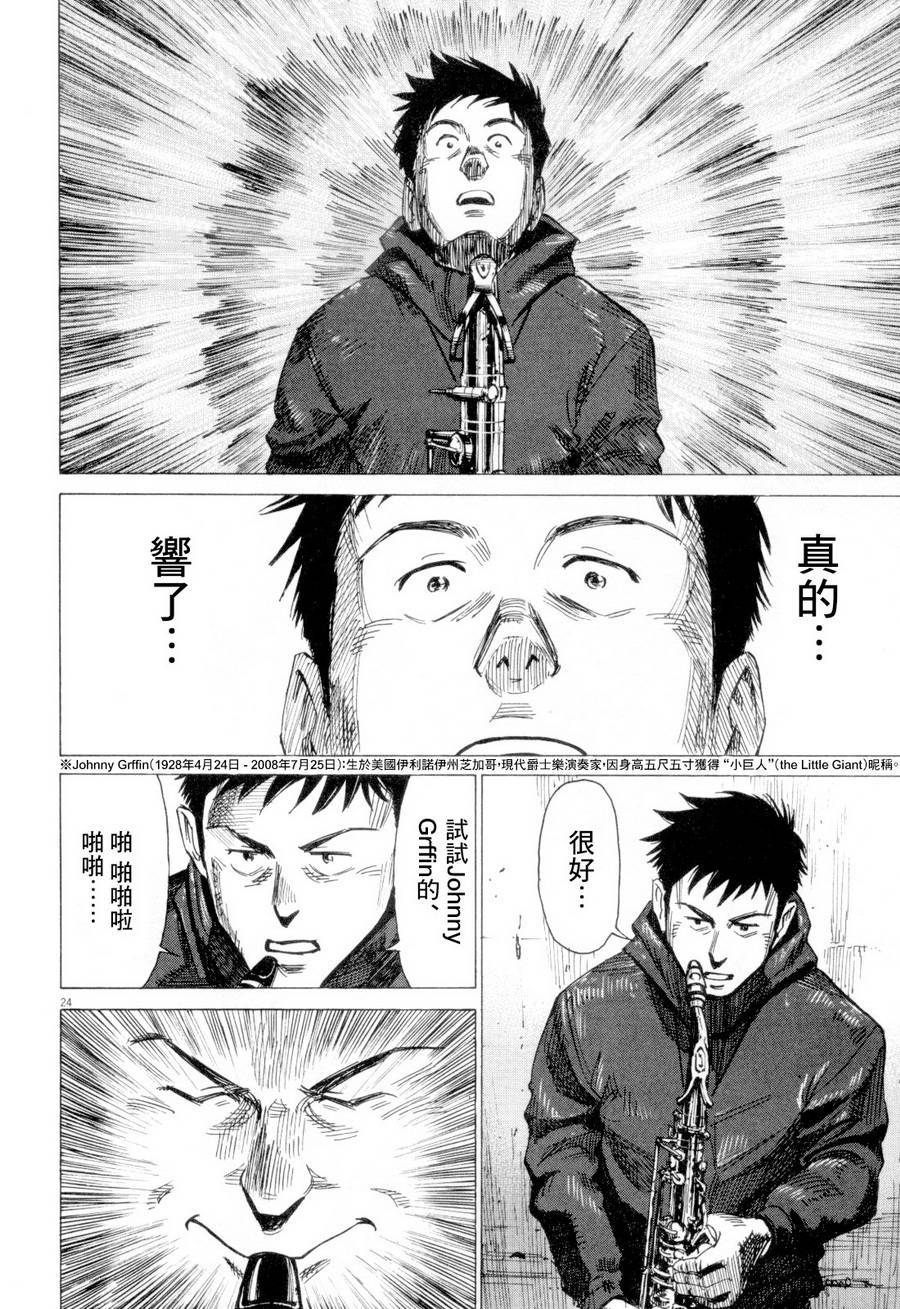 真的…
響了…
※Johnny Grffin(1928年4月24日 - 2008年7月25日):生於美國伊利諾伊州芝加哥,現代爵士樂演奏家,因身高五尺五寸獲得“小巨人”(the Little Giant)昵稱。
很好…
試試Johnny
Grffin的、
啪 啪啪啦
啪啪……
24